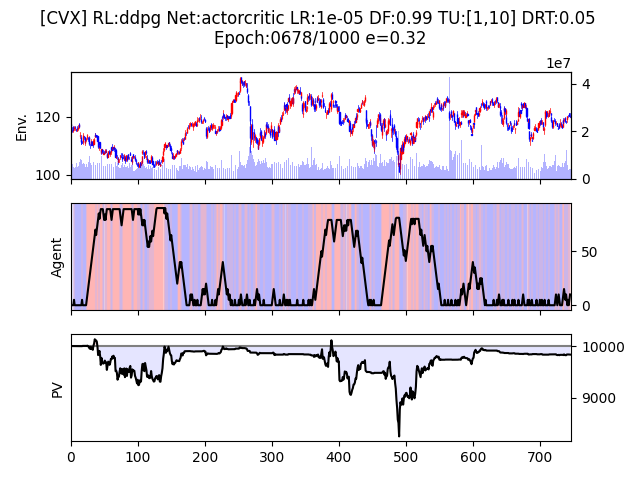 [CVX] RL:ddpg Net:actorcritic LR:1e-05 DF:0.99 TU:[1,10] DRT:0.05
Epoch:0678/1000 e=0.32
1e7
Env.
120
100
4
2
0
Agent
50
0
PV
10000
9000
0 100 200 300 400 500 600 700